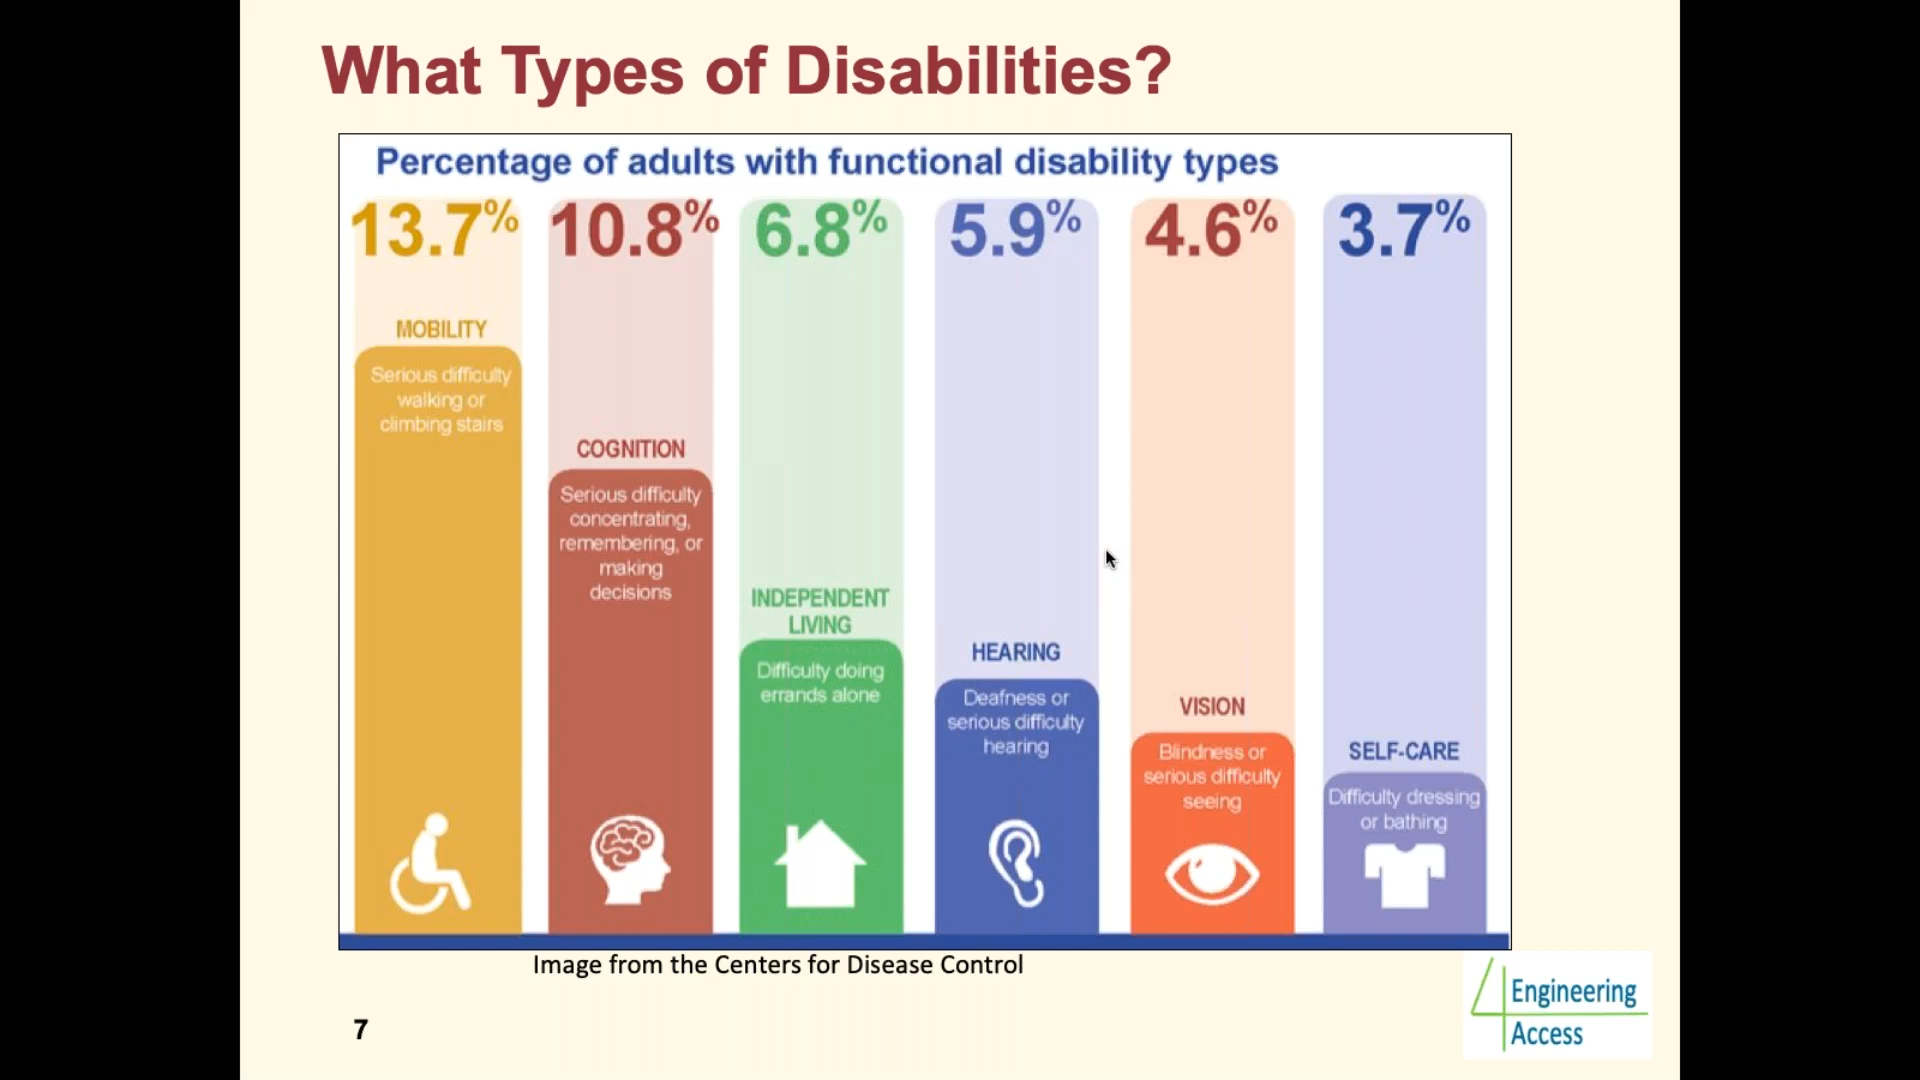 What Types of Disabilities?
Percentage of adults with functional disability types
13.7%
MOBILITY
Serious difficulty
walking or
climbing stairs
10.8%
COGNITION
Serious difficulty
concentrating,
remembering, or
making
decisions
6.8%
INDEPENDENT
LIVING
Difficulty doing
errands alone
5.9%
HEARING
Deafness or
serious difficulty
hearing
4.6%
VISION
Blindness or
serious difficulty
seeing
3.7%
SELF-CARE
Difficulty dressing
or bathing
Image from the Centers for Disease Control
7
4 Engineering
Access